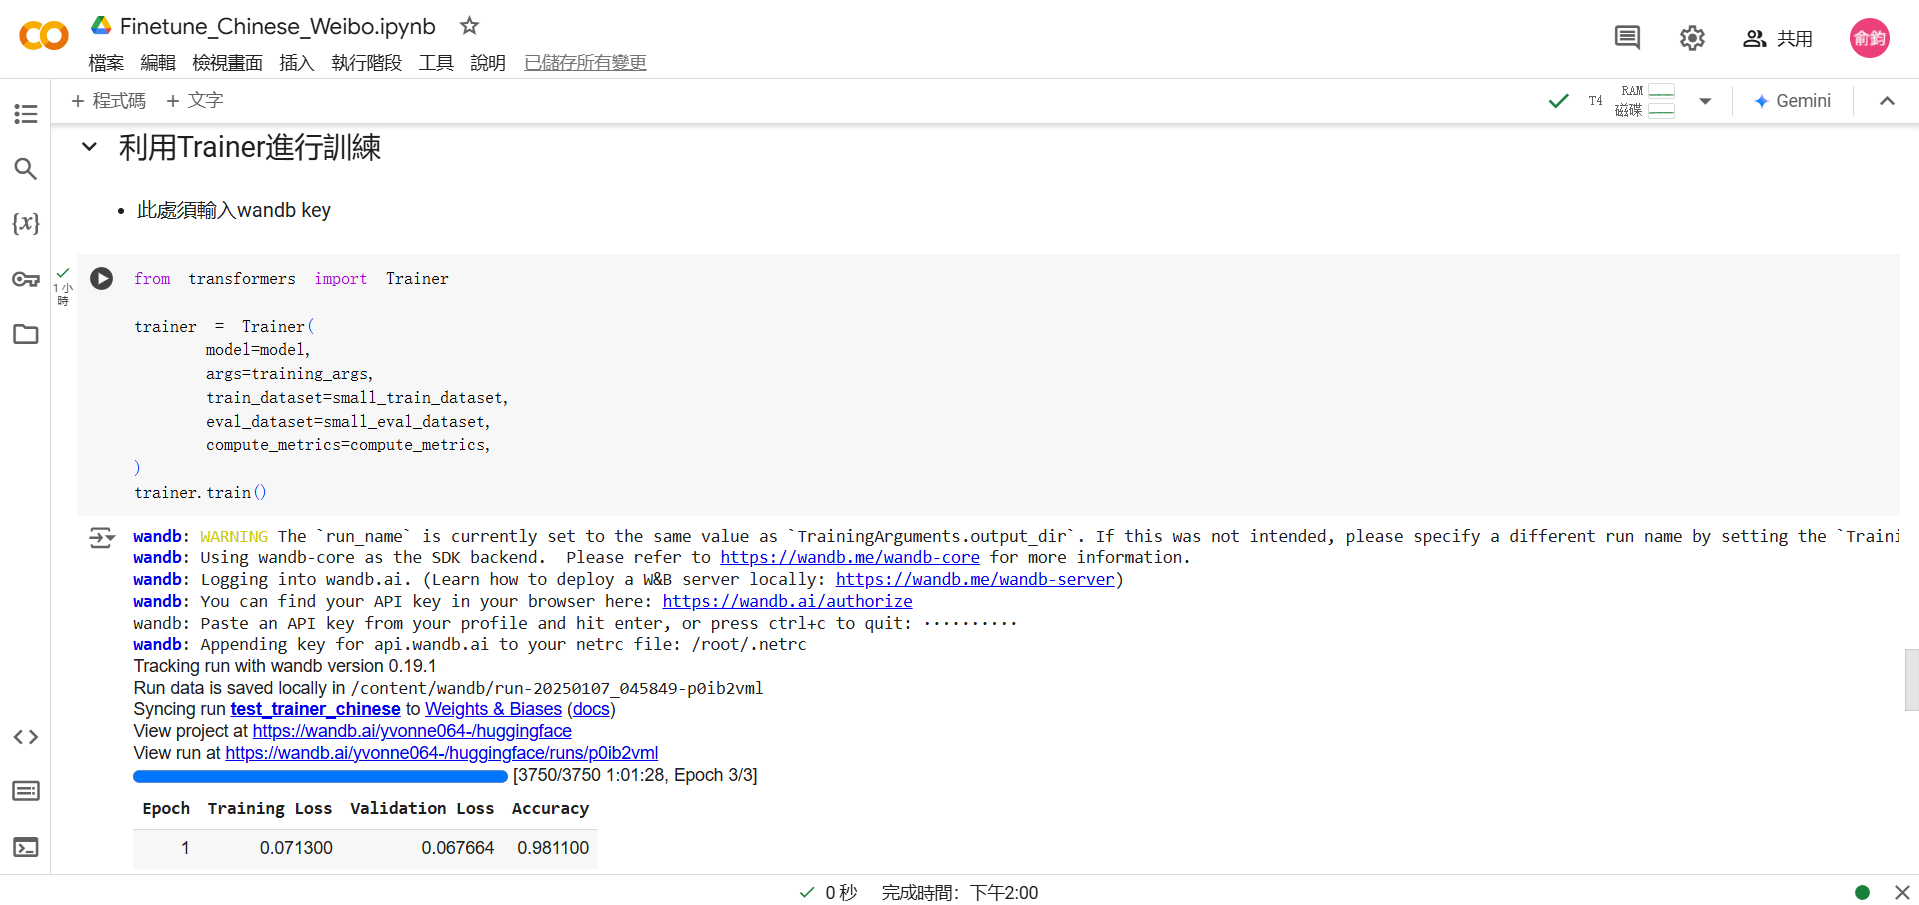 Finetune_Chinese_Weibo.ipynb
檔案 編輯 檢視畫面 插入 執行階段 工具 說明 已儲存所有變更
共用
俞鈞
+ 程式碼 + 文字
T4 RAM 磁碟
Gemini
利用Trainer進行訓練
此處須輸入wandb key
1 小時
from transformers import Trainer
trainer = Trainer(
model=model,
args=training_args,
train_dataset=small_train_dataset,
eval_dataset=small_eval_dataset,
compute_metrics=compute_metrics,
)
trainer.train()
wandb: WARNING The `run_name` is currently set to the same value as `TrainingArguments.output_dir`. If this was not intended, please specify a different run name by setting the `Traini
wandb: Using wandb-core as the SDK backend.  Please refer to https://wandb.me/wandb-core for more information.
wandb: Logging into wandb.ai. (Learn how to deploy a W&B server locally: https://wandb.me/wandb-server)
wandb: You can find your API key in your browser here: https://wandb.ai/authorize
wandb: Paste an API key from your profile and hit enter, or press ctrl+c to quit: ··········
wandb: Appending key for api.wandb.ai to your netrc file: /root/.netrc
Tracking run with wandb version 0.19.1
Run data is saved locally in /content/wandb/run-20250107_045849-p0ib2vml
Syncing run test_trainer_chinese to Weights & Biases (docs)
View project at https://wandb.ai/yvonne064-/huggingface
View run at https://wandb.ai/yvonne064-/huggingface/runs/p0ib2vml
[3750/3750 1:01:28, Epoch 3/3]
Epoch Training Loss Validation Loss Accuracy
1 0.071300 0.067664 0.981100
0 秒 完成時間: 下午2:00